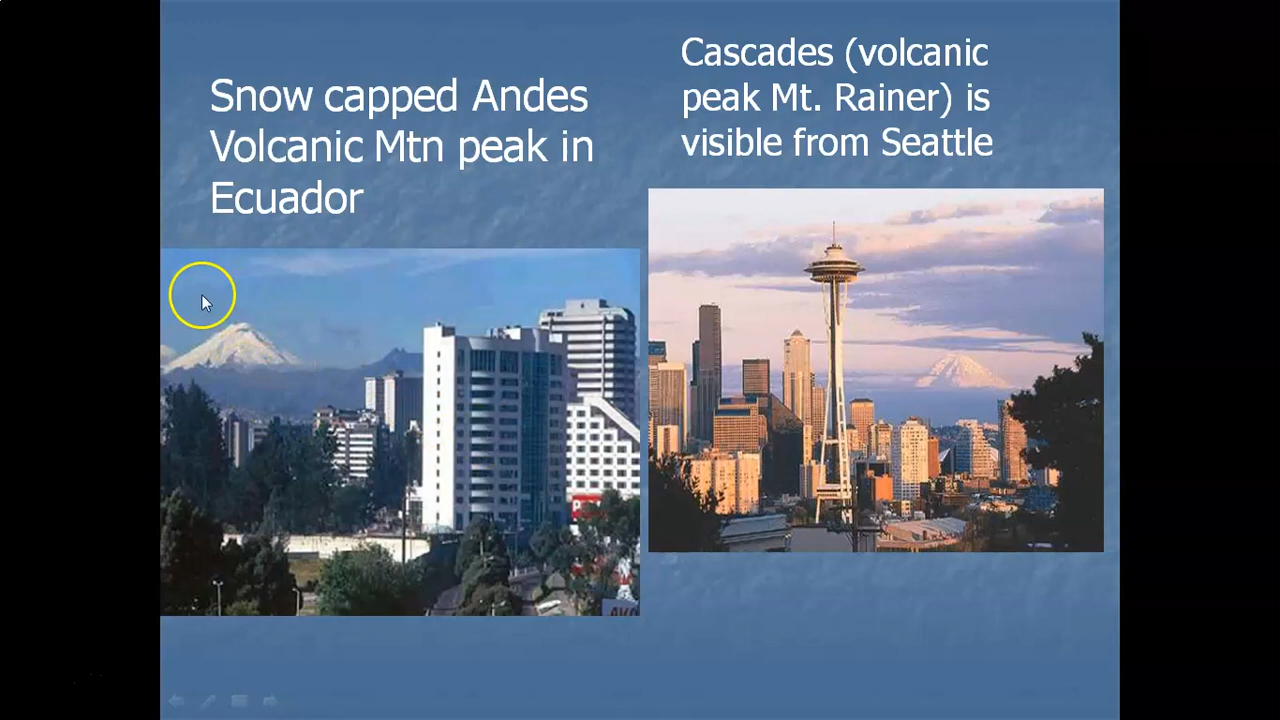 Snow capped Andes
Volcanic Mtn peak in
Ecuador
Cascades (volcanic
peak Mt. Rainer) is
visible from Seattle